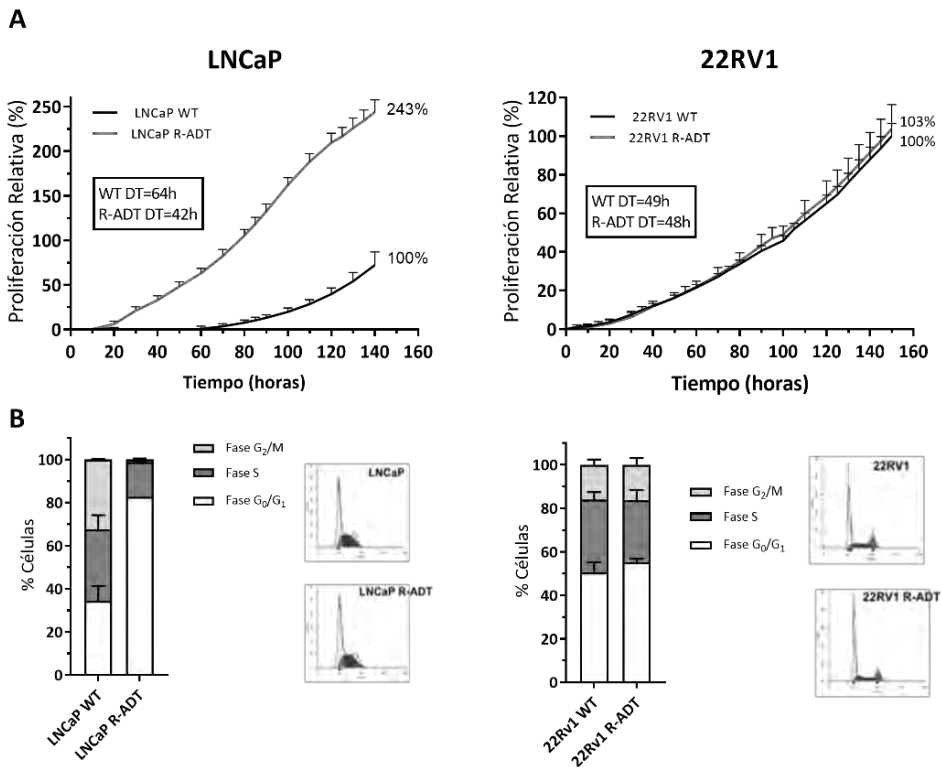 A
LNCaP
Proliferación Relativa (%)
250
200
150
100
50
0
LNCaP WT
LNCaP R-ADT
WT DT=64h
R-ADT DT=42h
243%
100%
0 20 40 60 80 100 120 140 160
Tiempo (horas)
22RV1
Proliferación Relativa (%)
120
100
80
60
40
20
0
22RV1 WT
22RV1 R-ADT
WT DT=49h
R-ADT DT=48h
103%
100%
0 20 40 60 80 100 120 140 160
Tiempo (horas)
B
% Células
100
80
60
40
20
0
LNCaP WT
LNCaP R-ADT
Fase G₂/M
Fase S
Fase G₀/G₁
LNCaP
LNCaP R-ADT
% Células
100
80
60
40
20
0
22Rv1 WT
22Rv1 R-ADT
Fase G₂/M
Fase S
Fase G₀/G₁
22RV1
22RV1 R-ADT